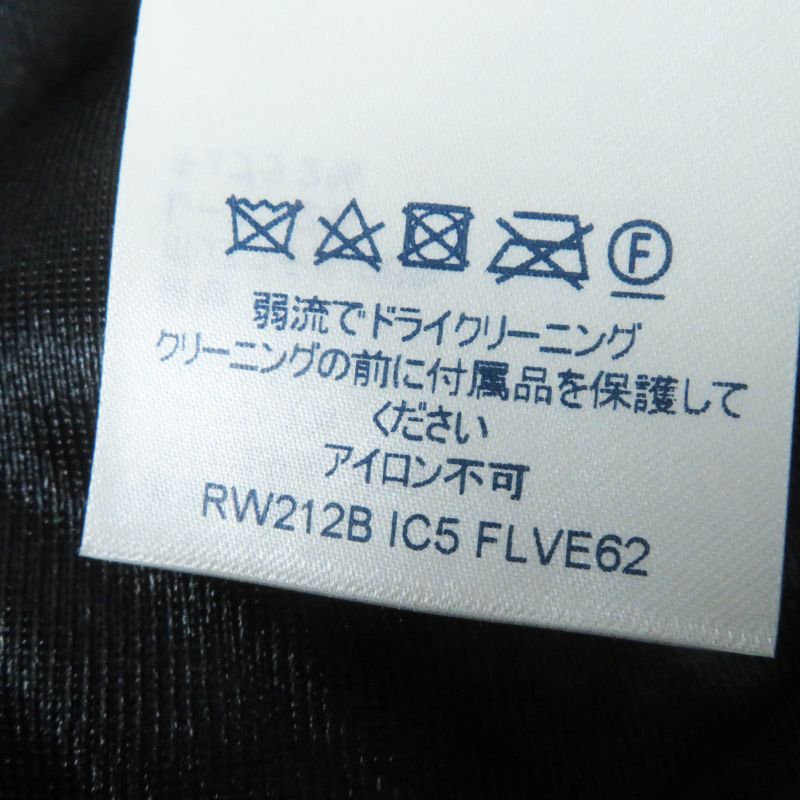 F
弱流でドライクリーニング
クリーニングの前に付属品を保護して
ください
アイロン不可
RW212B IC5 FLVE62